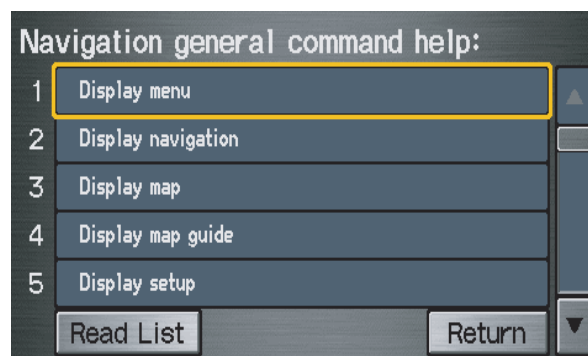 Navigation general command help:
1 Display menu
2 Display navigation
3 Display map
4 Display map guide
5 Display setup
Read List Return